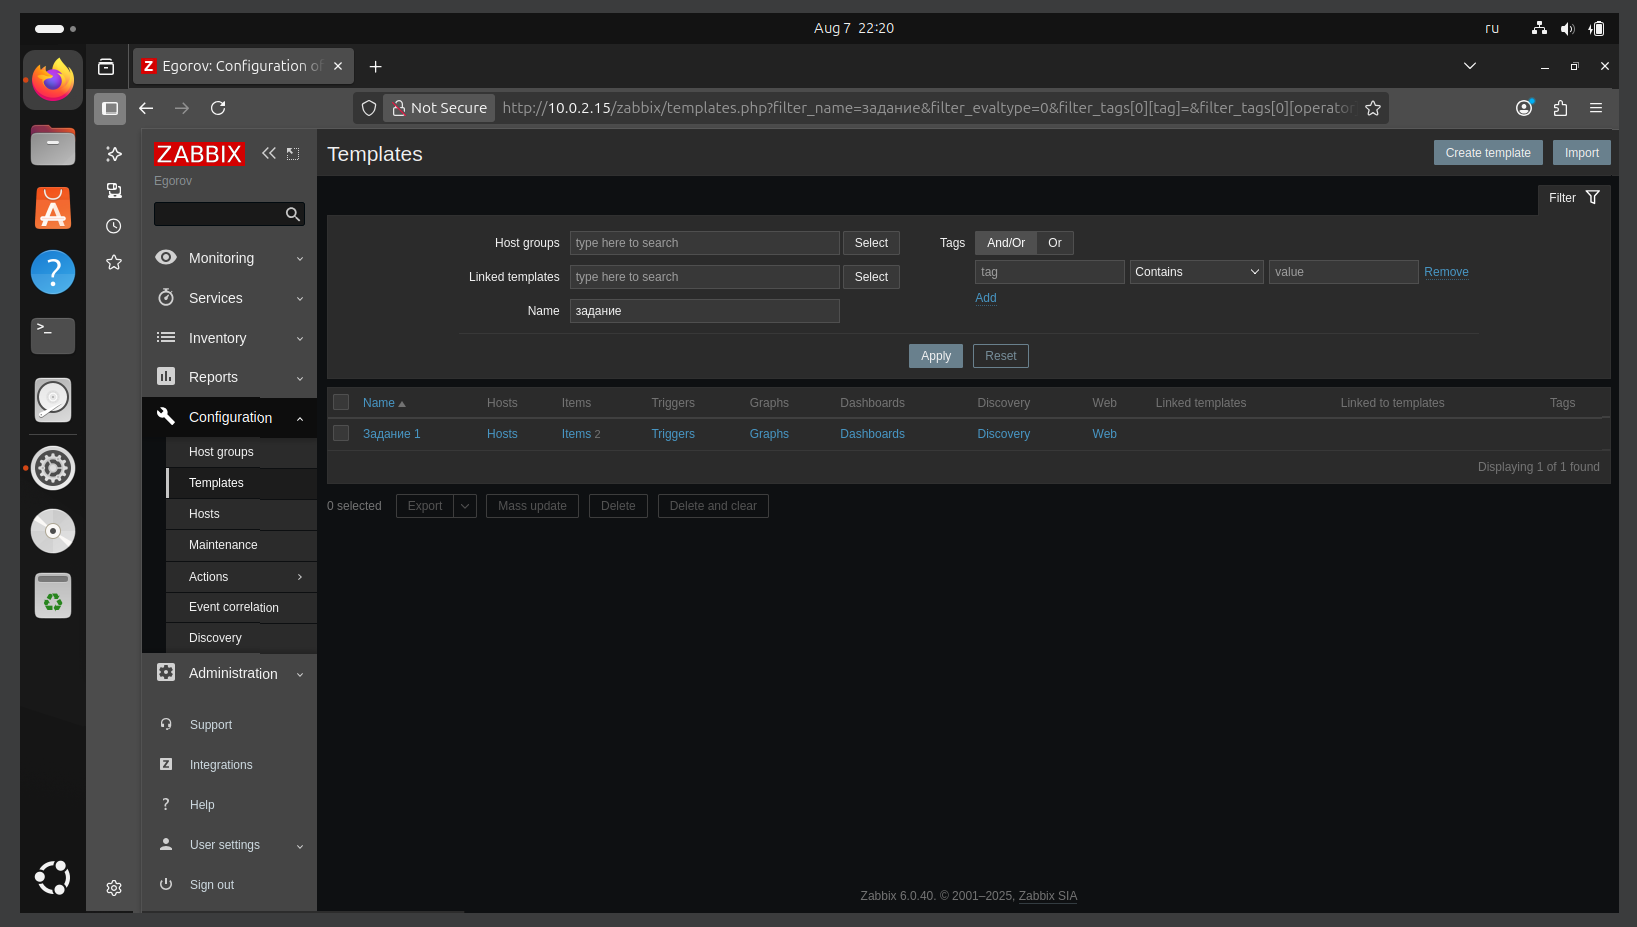 Aug 7 22:20
ru
Egorov: Configuration of
Not Secure http://10.0.2.15/zabbix/templates.php?filter_name=задание&filter_evaltype=0&filter_tags[0][tag]=&filter_tags[0][operator
ZABBIX
Egorov
Monitoring
Services
Inventory
Reports
Configuration
Host groups
Templates
Hosts
Maintenance
Actions
Event correlation
Discovery
Administration
Support
Integrations
Help
User settings
Sign out
Templates
Create template Import
Filter
Host groups type here to search Select
Linked templates type here to search Select
Name задание
Tags And/Or Or
tag Contains value Remove
Add
Apply Reset
Name Hosts Items Triggers Graphs Dashboards Discovery Web Linked templates Linked to templates Tags
Задание 1 Hosts Items 2 Triggers Graphs Dashboards Discovery Web
Displaying 1 of 1 found
0 selected Export Mass update Delete Delete and clear
Zabbix 6.0.40. © 2001–2025, Zabbix SIA